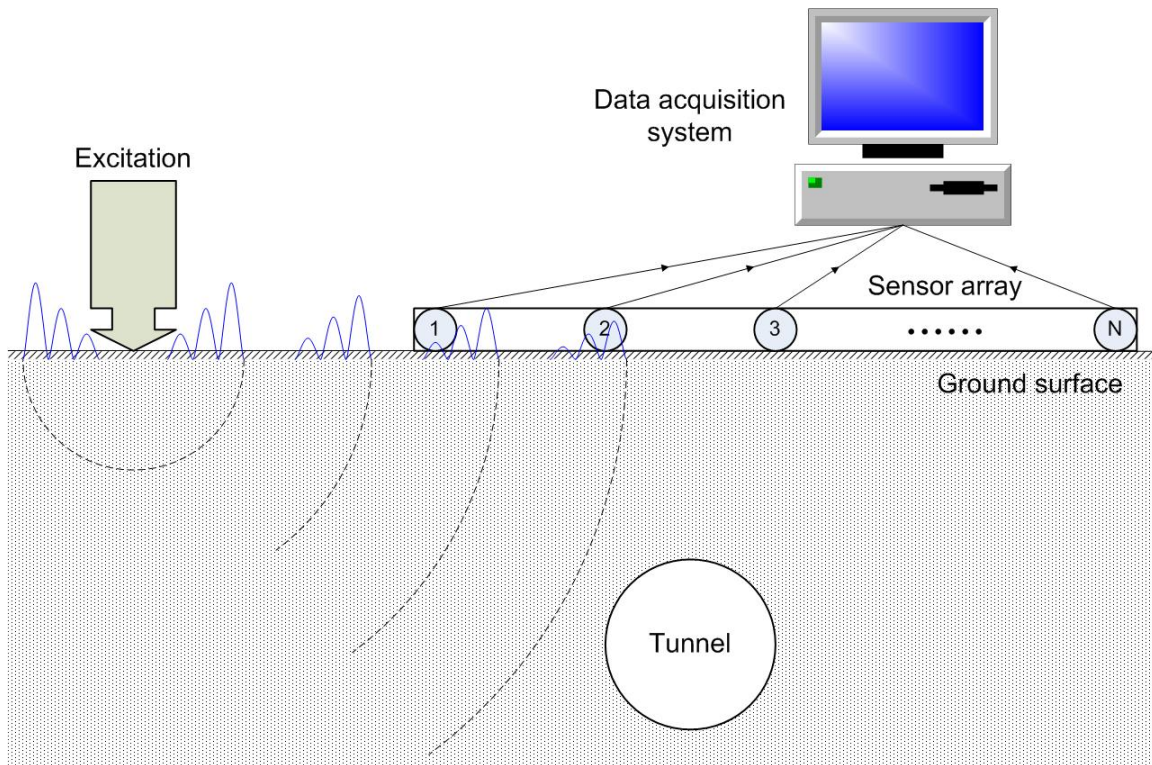 Data acquisition
system
Excitation
Sensor array
1
2
3
......
N
Ground surface
Tunnel